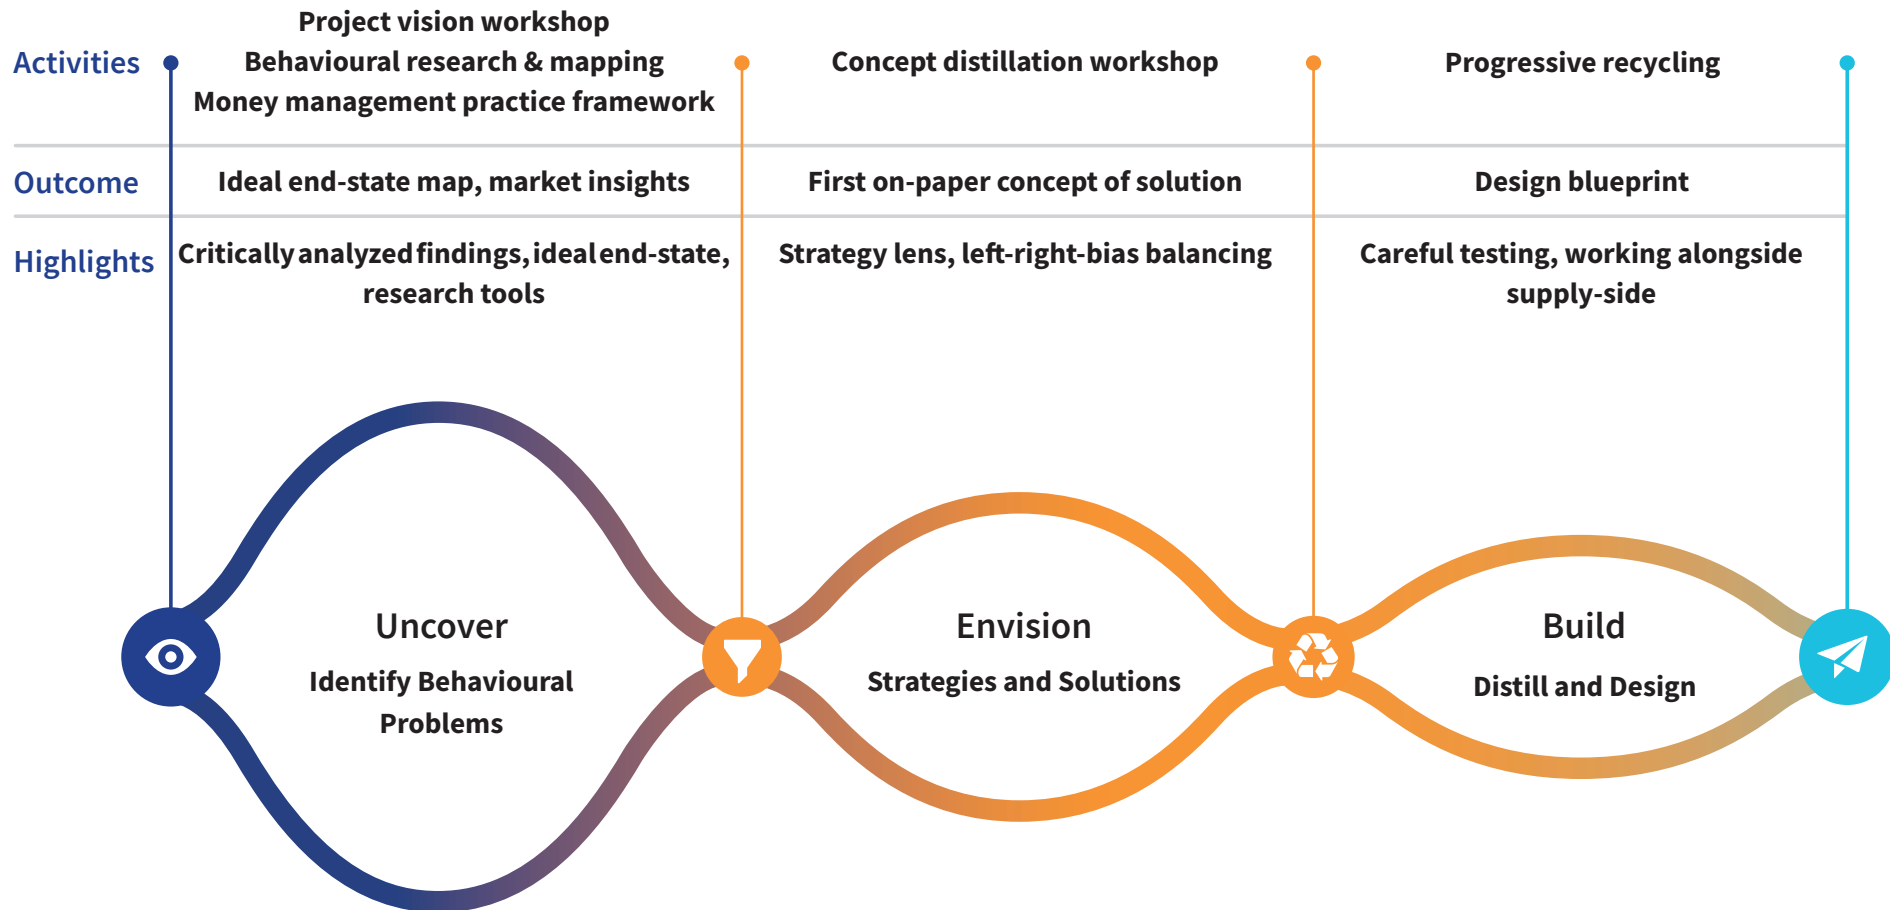 Activities
Project vision workshop
Behavioural research & mapping
Money management practice framework
Concept distillation workshop
Progressive recycling
Outcome
Ideal end-state map, market insights
First on-paper concept of solution
Design blueprint
Highlights
Critically analyzed findings, ideal end-state,
research tools
Strategy lens, left-right-bias balancing
Careful testing, working alongside
supply-side
Uncover
Identify Behavioural
Problems
Envision
Strategies and Solutions
Build
Distill and Design